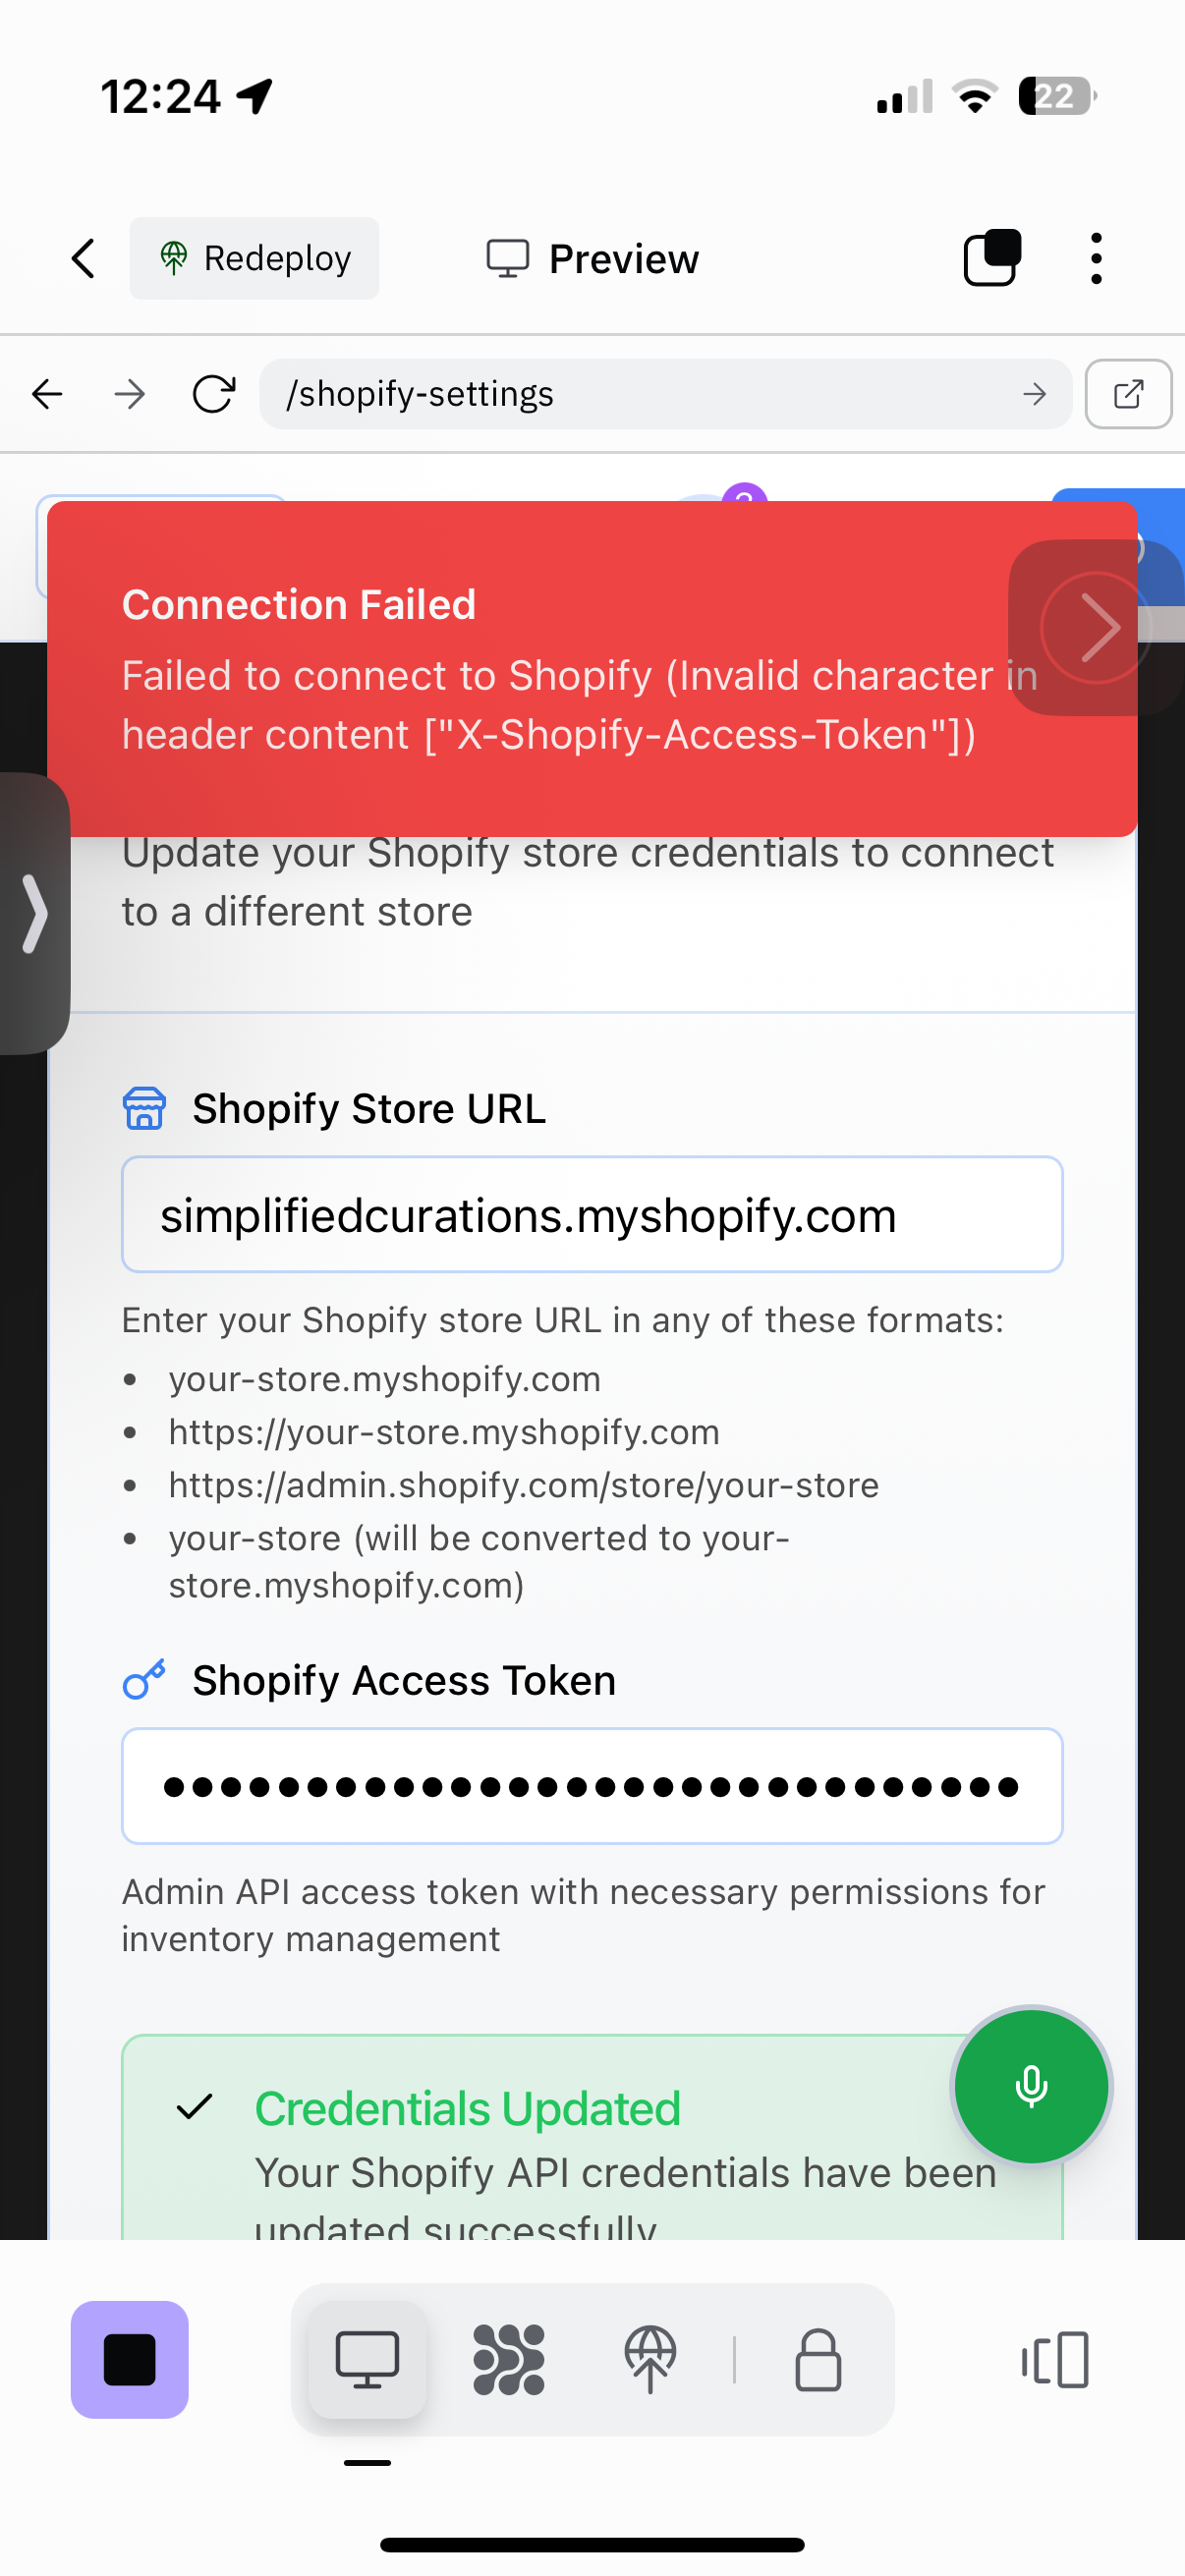 12:24
22
Redeploy
Preview
/shopify-settings
Connection Failed
Failed to connect to Shopify (Invalid character in
header content ["X-Shopify-Access-Token"])
Update your Shopify store credentials to connect
to a different store
Shopify Store URL
simplifiedcurations.myshopify.com
Enter your Shopify store URL in any of these formats:
• your-store.myshopify.com
• https://your-store.myshopify.com
• https://admin.shopify.com/store/your-store
• your-store (will be converted to your-
store.myshopify.com)
Shopify Access Token
••••••••••••••••••••••••••••••
Admin API access token with necessary permissions for
inventory management
Credentials Updated
Your Shopify API credentials have been
updated successfully